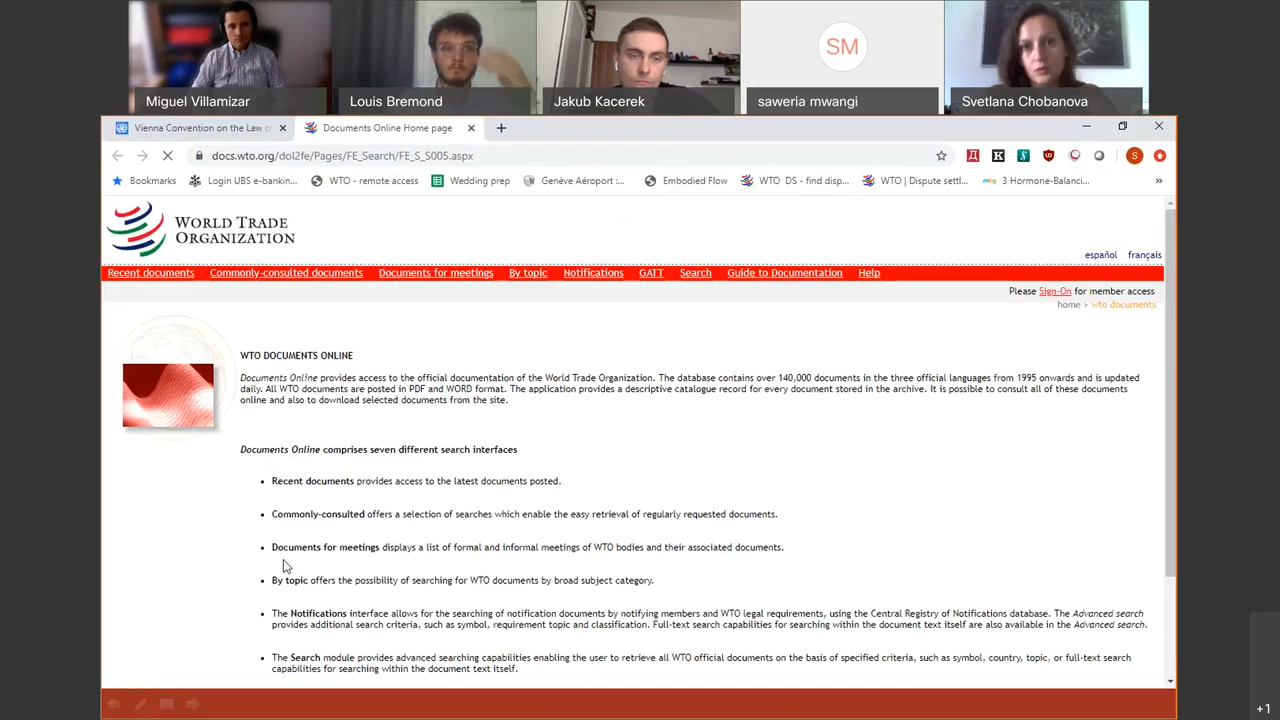 SM
Miguel Villamizar
Louis Bremond
Jakub Kacerek
saweria mwangi
Svetlana Chobanova
Vienna Convention on the Law of
Documents Online Home page
docs.wto.org/dol2fe/Pages/FE_Search/FE_S_S005.aspx
Bookmarks
Login UBS e-bankin...
WTO - remote access
Wedding prep
Genève Aéroport :...
Embodied Flow
WTO DS - find disp...
WTO | Dispute settl...
3 Hormone-Balanci...
WORLD TRADE
ORGANIZATION
español français
Recent documents Commonly-consulted documents Documents for meetings By topic Notifications GATT Search Guide to Documentation Help
Please Sign-On for member access
home > wto documents
WTO DOCUMENTS ONLINE
Documents Online provides access to the official documentation of the World Trade Organization. The database contains over 140,000 documents in the three official languages from 1995 onwards and is updated
daily. All WTO documents are posted in PDF and WORD format. The application provides a descriptive catalogue record for every document stored in the archive. It is possible to consult all of these documents
online and also to download selected documents from the site.
Documents Online comprises seven different search interfaces
• Recent documents provides access to the latest documents posted.
• Commonly-consulted offers a selection of searches which enable the easy retrieval of regularly requested documents.
• Documents for meetings displays a list of formal and informal meetings of WTO bodies and their associated documents.
• By topic offers the possibility of searching for WTO documents by broad subject category.
• The Notifications interface allows for the searching of notification documents by notifying members and WTO legal requirements, using the Central Registry of Notifications database. The Advanced search
provides additional search criteria, such as symbol, requirement topic and classification. Full-text search capabilities for searching within the document text itself are also available in the Advanced search.
• The Search module provides advanced searching capabilities enabling the user to retrieve all WTO official documents on the basis of specified criteria, such as symbol, country, topic, or full-text search
capabilities for searching within the document text itself.
+1